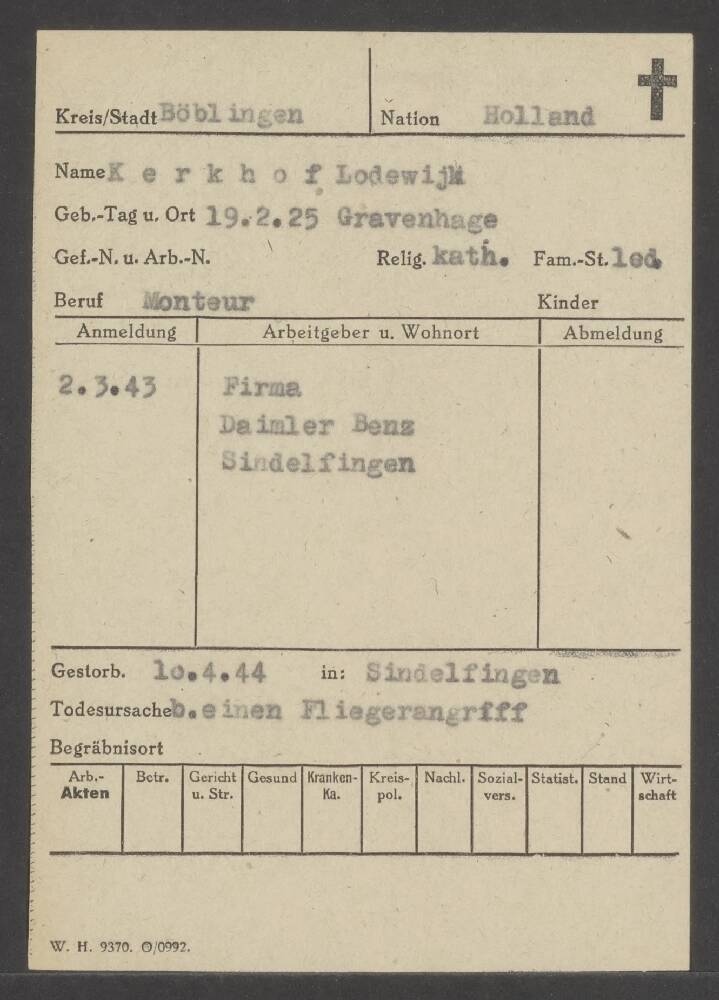 Kreis/Stadt Böblingen Nation Holland
Name K e r k h o f Lodewijk
Geb.-Tag u. Ort 19.2.25 Gravenhage
Gef.-N. u. Arb.-N. Relig. kath. Fam.-St. led.
Beruf Monteur Kinder
Anmeldung Arbeitgeber u. Wohnort Abmeldung
2.3.43 Firma
Daimler Benz
Sindelfingen
Gestorb. 1o.4.44 in: Sindelfingen
Todesursache b.einen Fliegerangrfff
Begräbnisort
Arb.- Betr. Gericht Gesund Kranken- Kreis- Nachl. Sozial- Statist. Stand Wirt-
Akten u. Str. Ka. pol. vers. schaft
W. H. 9370. Θ/0992.